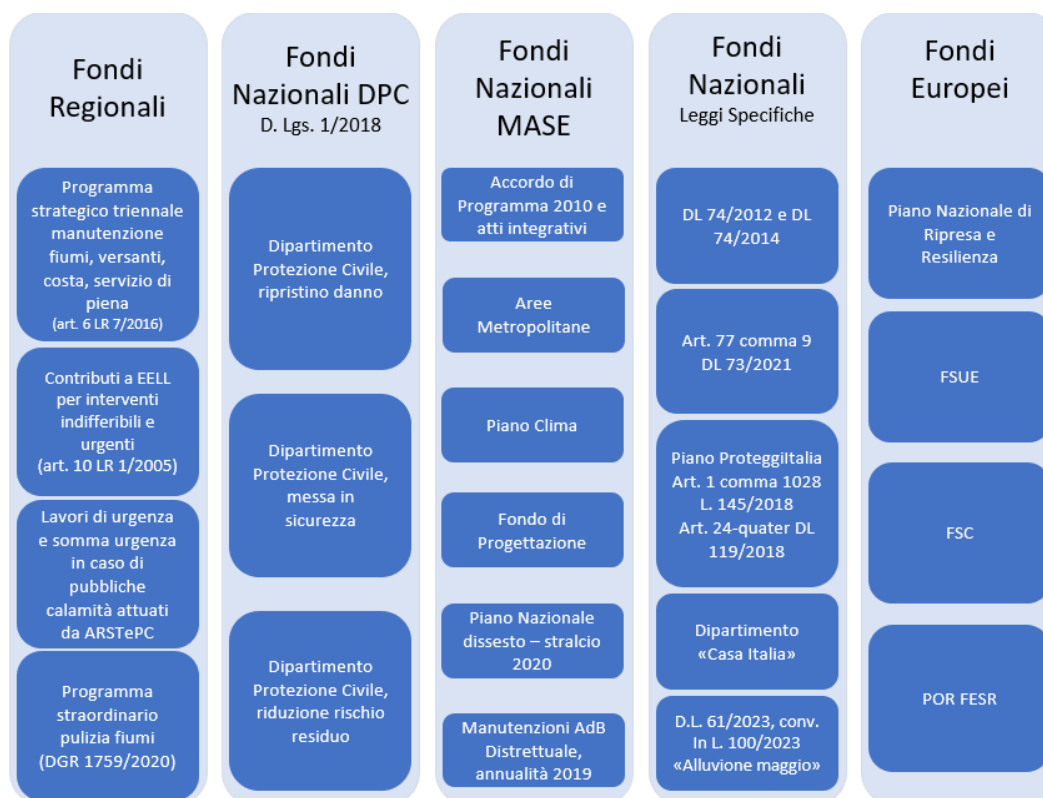 Fondi
Regionali
Programma
strategico triennale
manutenzione
fiumi, versanti,
costa, servizio di
piena
(art. 6 LR 7/2016)
Contributi a EELL
per interventi
indifferibili e
urgenti
(art. 10 LR 1/2005)
Lavori di urgenza
e somma urgenza
in caso di
pubbliche
calamità attuati
da ARSTePC
Programma
straordinario
pulizia fiumi
(DGR 1759/2020)
Fondi
Nazionali DPC
D. Lgs. 1/2018
Dipartimento
Protezione Civile,
ripristino danno
Dipartimento
Protezione Civile,
messa in
sicurezza
Dipartimento
Protezione Civile,
riduzione rischio
residuo
Fondi
Nazionali
MASE
Accordo di
Programma 2010 e
atti integrativi
Aree
Metropolitane
Piano Clima
Fondo di
Progettazione
Piano Nazionale
dissesto – stralcio
2020
Manutenzioni AdB
Distrettuale,
annualità 2019
Fondi
Nazionali
Leggi Specifiche
DL 74/2012 e DL
74/2014
Art. 77 comma 9
DL 73/2021
Piano ProteggiItalia
Art. 1 comma 1028
L. 145/2018
Art. 24-quater DL
119/2018
Dipartimento
«Casa Italia»
D.L. 61/2023, conv.
In L. 100/2023
«Alluvione maggio»
Fondi
Europei
Piano Nazionale di
Ripresa e
Resilienza
FSUE
FSC
POR FESR